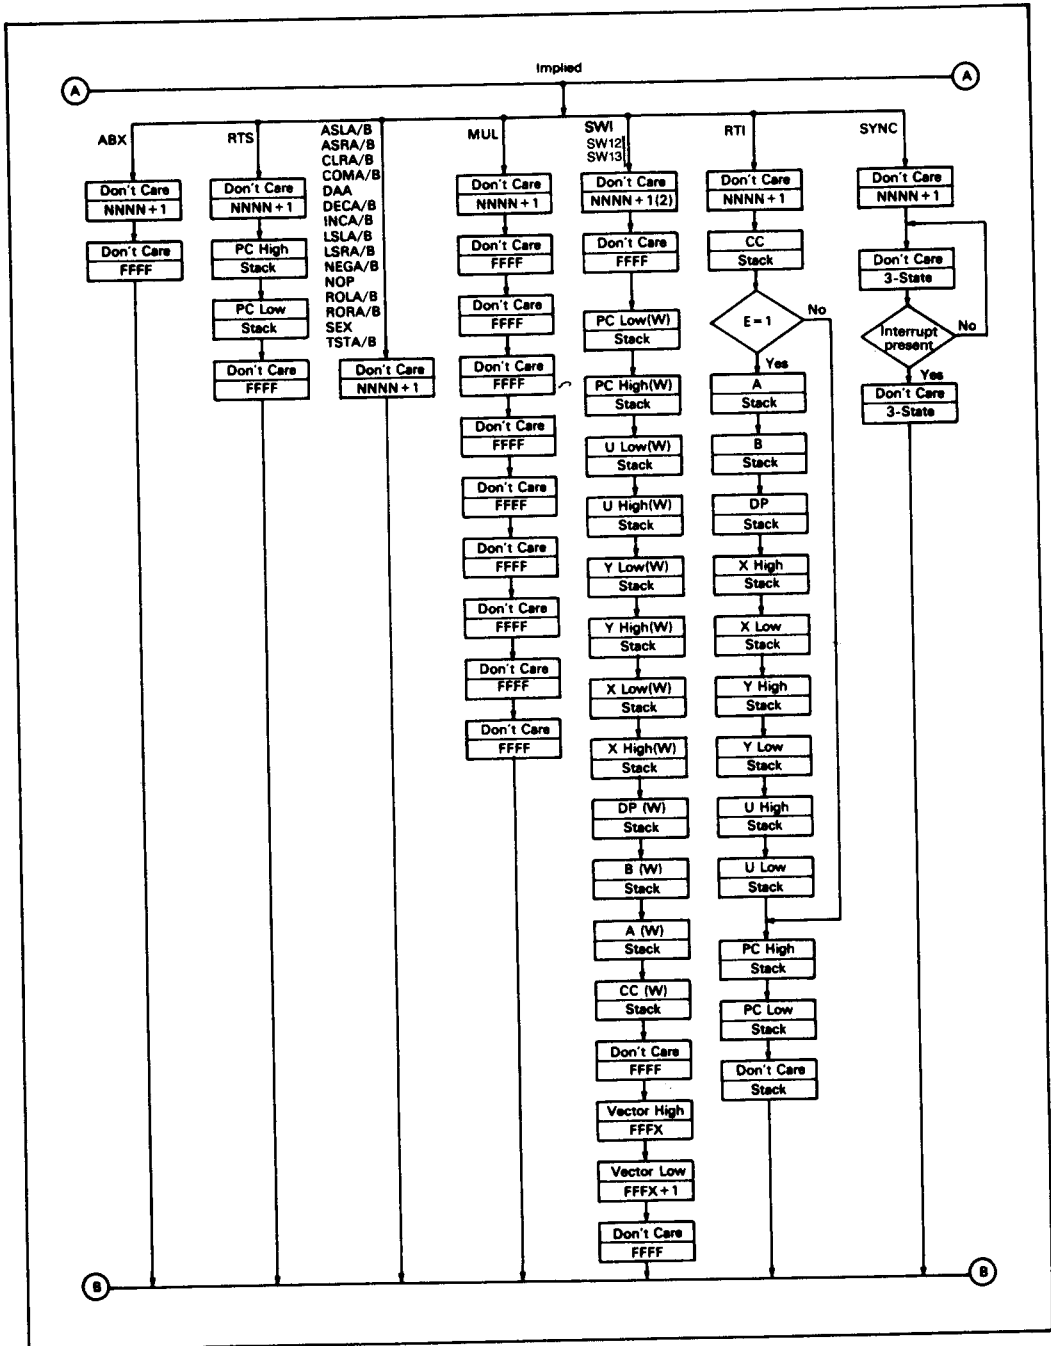 Implied
A
A
ABX
Don't Care
NNNN+1
Don't Care
FFFF
RTS
Don't Care
NNNN+1
PC High
Stack
PC Low
Stack
Don't Care
FFFF
ASLA/B
ASRA/B
CLRA/B
COMA/B
DAA
DECA/B
INCA/B
LSLA/B
LSRA/B
NEGA/B
NOP
ROLA/B
RORA/B
SEX
TSTA/B
Don't Care
NNNN+1
MUL
Don't Care
NNNN+1
Don't Care
FFFF
Don't Care
FFFF
Don't Care
FFFF
Don't Care
FFFF
Don't Care
FFFF
Don't Care
FFFF
Don't Care
FFFF
Don't Care
FFFF
Don't Care
FFFF
SWI
SW12
SW13
Don't Care
NNNN+1(2)
Don't Care
FFFF
PC Low(W)
Stack
PC High(W)
Stack
U Low(W)
Stack
U High(W)
Stack
Y Low(W)
Stack
Y High(W)
Stack
X Low(W)
Stack
X High(W)
Stack
DP (W)
Stack
B (W)
Stack
A (W)
Stack
CC (W)
Stack
Don't Care
FFFF
Vector High
FFFX
Vector Low
FFFX+1
Don't Care
FFFF
RTI
Don't Care
NNNN+1
CC
Stack
E=1
No
Yes
A
Stack
B
Stack
DP
Stack
X High
Stack
X Low
Stack
Y High
Stack
Y Low
Stack
U High
Stack
U Low
Stack
PC High
Stack
PC Low
Stack
Don't Care
Stack
SYNC
Don't Care
NNNN+1
Don't Care
3-State
Interrupt
present
No
Yes
Don't Care
3-State
B
B